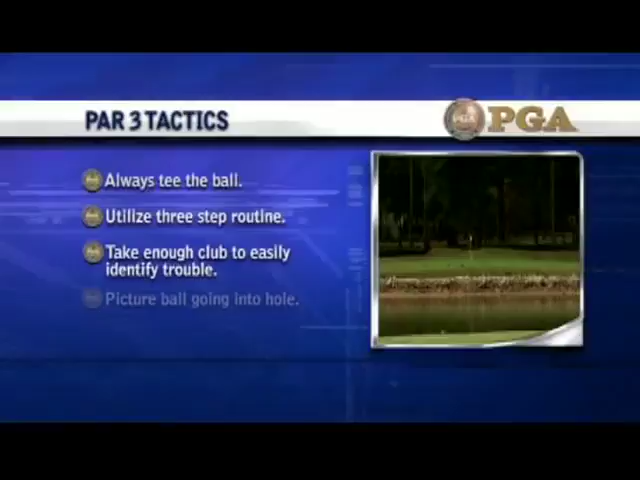 PAR 3 TACTICS
PGA
Always tee the ball.
Utilize three step routine.
Take enough club to easily
identify trouble.
Picture ball going into hole.